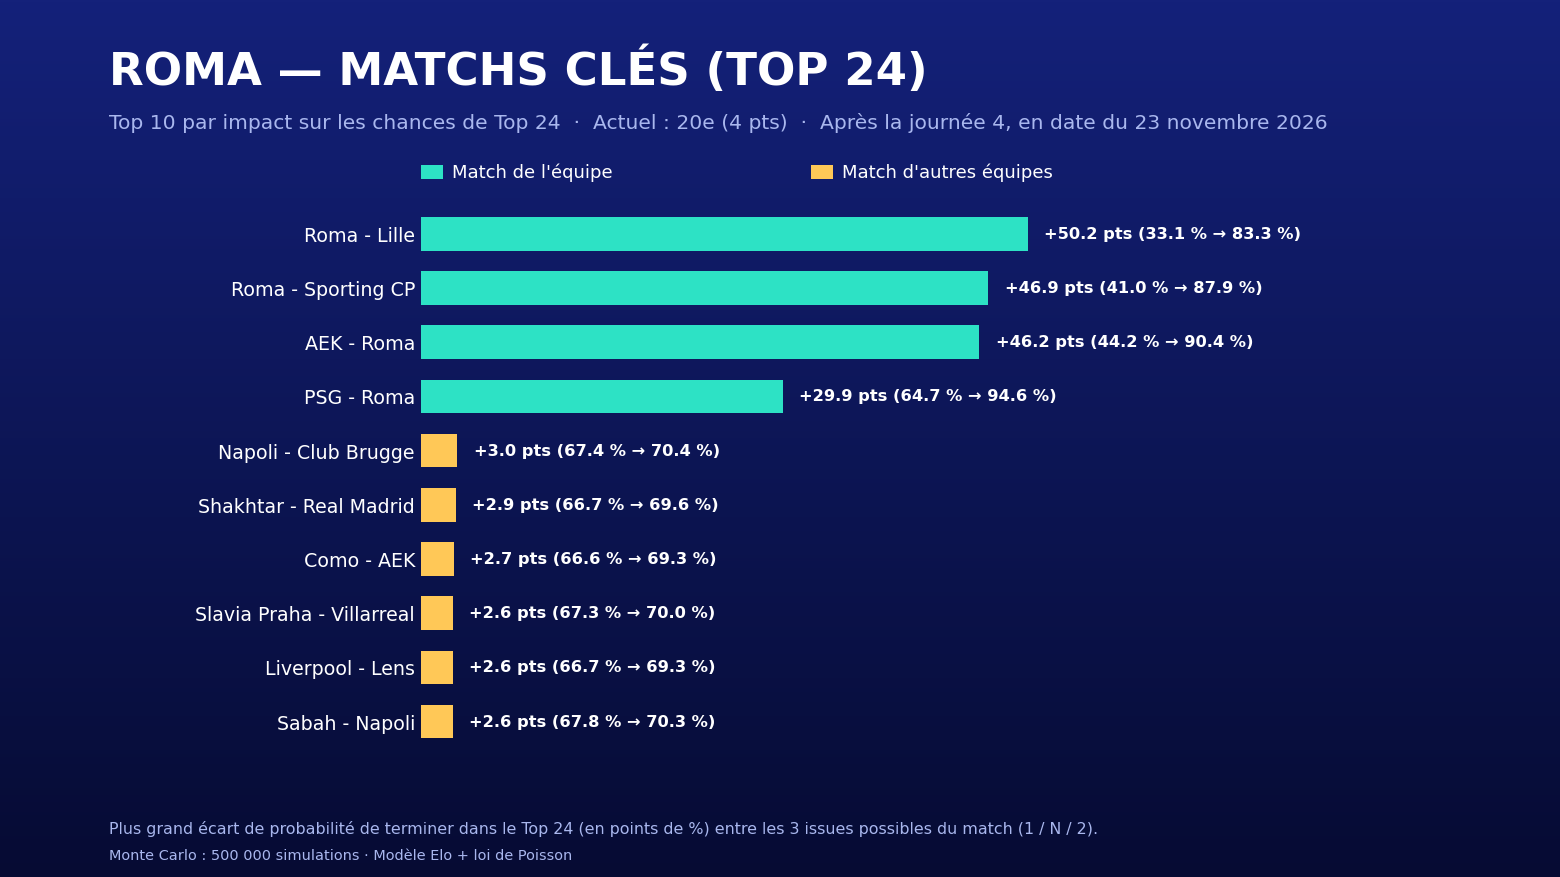 ROMA — MATCHS CLÉS (TOP 24)
Top 10 par impact sur les chances de Top 24 · Actuel : 20e (4 pts) · Après la journée 4, en date du 23 novembre 2026
Match de l'équipe
Match d'autres équipes
Roma - Lille +50.2 pts (33.1 % → 83.3 %)
Roma - Sporting CP +46.9 pts (41.0 % → 87.9 %)
AEK - Roma +46.2 pts (44.2 % → 90.4 %)
PSG - Roma +29.9 pts (64.7 % → 94.6 %)
Napoli - Club Brugge +3.0 pts (67.4 % → 70.4 %)
Shakhtar - Real Madrid +2.9 pts (66.7 % → 69.6 %)
Como - AEK +2.7 pts (66.6 % → 69.3 %)
Slavia Praha - Villarreal +2.6 pts (67.3 % → 70.0 %)
Liverpool - Lens +2.6 pts (66.7 % → 69.3 %)
Sabah - Napoli +2.6 pts (67.8 % → 70.3 %)
Plus grand écart de probabilité de terminer dans le Top 24 (en points de %) entre les 3 issues possibles du match (1 / N / 2).
Monte Carlo : 500 000 simulations · Modèle Elo + loi de Poisson